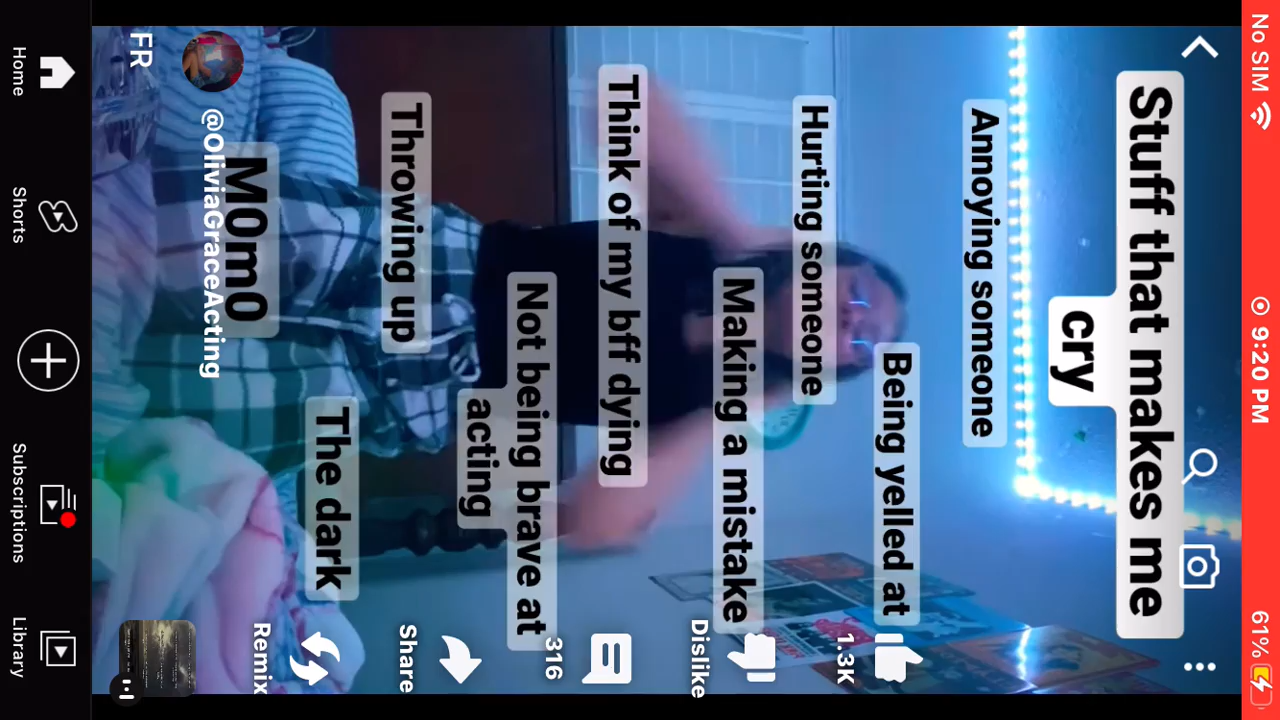 No SIM
9:20 PM
61%
Stuff that makes me
cry
Annoying someone
Being yelled at
Hurting someone
Making a mistake
Think of my bff dying
Not being brave at
acting
Throwing up
The dark
M0m0
@OliviaGraceActing
FR
1.3K
Dislike
316
Share
Remix
Home
Shorts
Subscriptions
Library